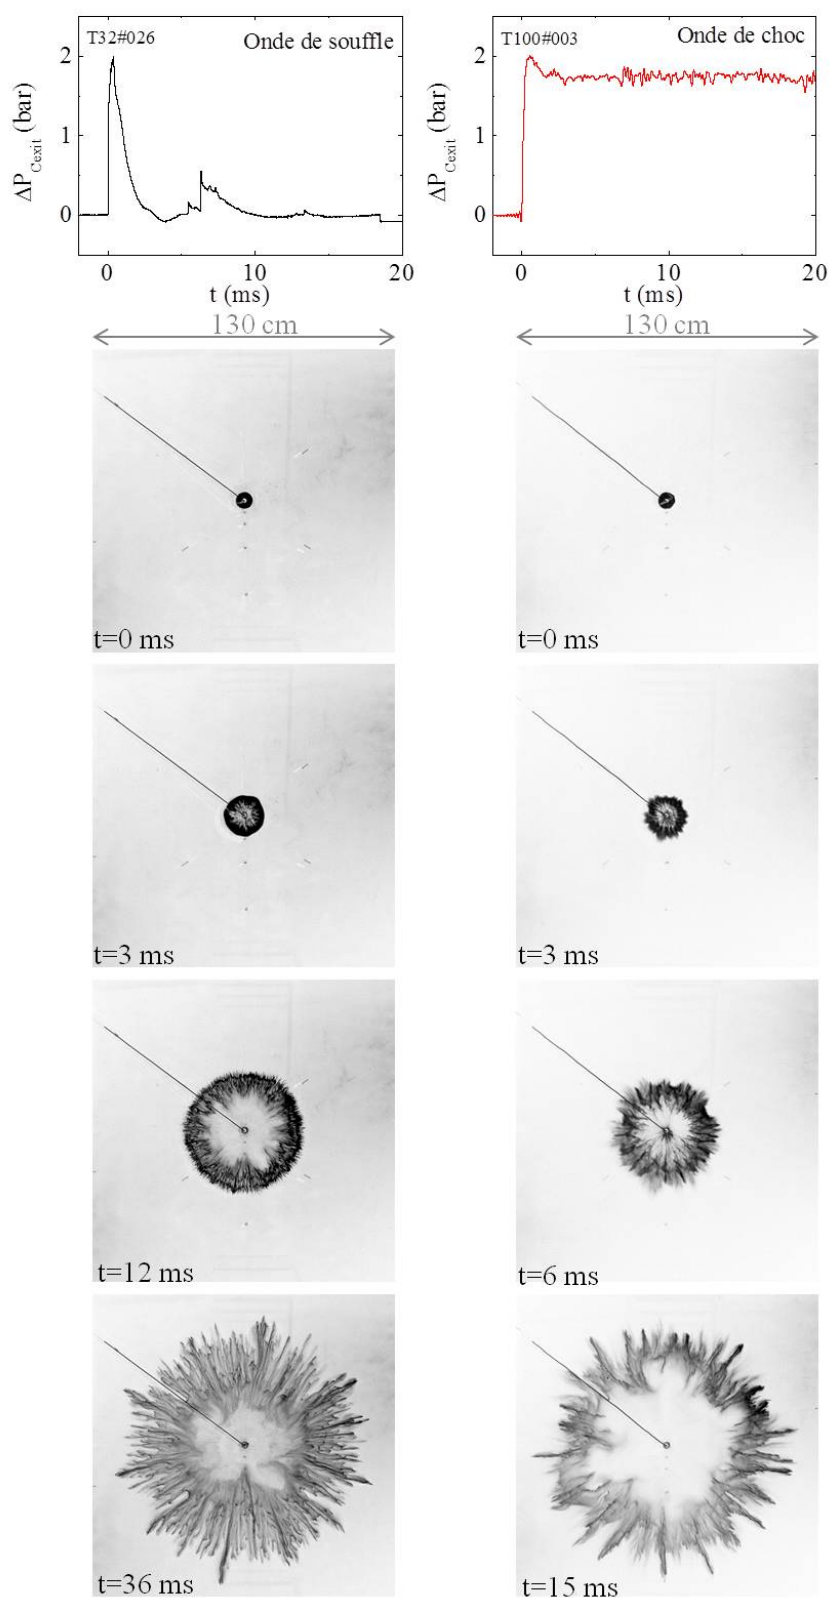 T32#026
Onde de souffle
T100#003
Onde de choc
2
1
0
ΔP_Cexit (bar)
0
10
20
t (ms)
2
1
0
ΔP_Cexit (bar)
0
10
20
t (ms)
130 cm
130 cm
t=0 ms
t=0 ms
t=3 ms
t=3 ms
t=12 ms
t=6 ms
t=36 ms
t=15 ms